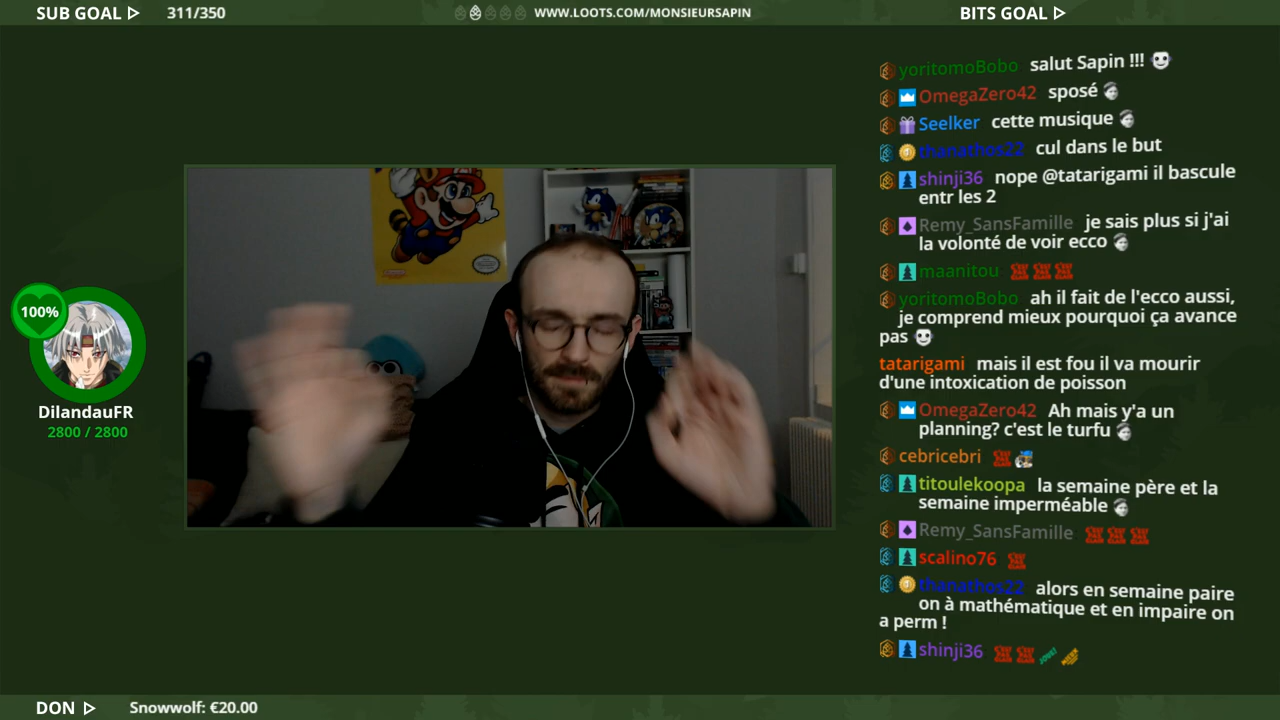 SUB GOAL
311/350
WWW.LOOTS.COM/MONSIEURSAPIN
BITS GOAL
yoritomoBobo salut Sapin !!!
OmegaZero42 sposé
Seelker cette musique
thanathos22 cul dans le but
shinji36 nope @tatarigami il bascule
entr les 2
Remy_SansFamille je sais plus si j'ai
la volonté de voir ecco
maanitou
yoritomoBobo ah il fait de l'ecco aussi,
je comprend mieux pourquoi ça avance
pas
tatarigami mais il est fou il va mourir
d'une intoxication de poisson
OmegaZero42 Ah mais y'a un
planning? c'est le turfu
cebricebri
titoulekoopa la semaine père et la
semaine imperméable
Remy_SansFamille
scalino76
thanathos22 alors en semaine paire
on à mathématique et en impaire on
a perm !
shinji36
100%
DilandauFR
2800 / 2800
DON
Snowwolf: €20.00